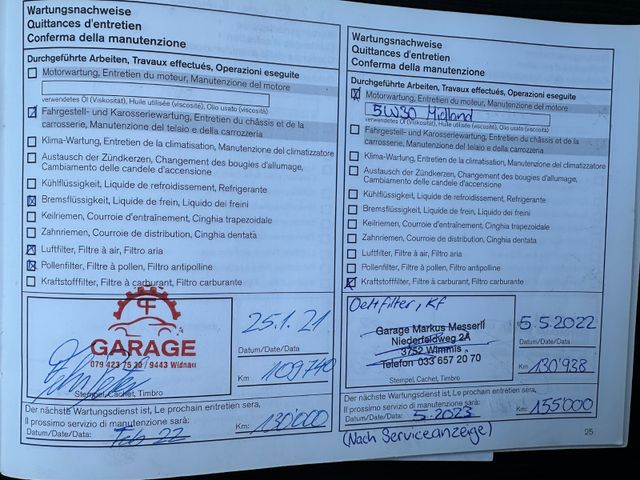 Wartungsnachweise
Quittances d'entretien
Conferma della manutenzione
Durchgeführte Arbeiten, Travaux effectués, Operazioni eseguite
Motorwartung, Entretien du moteur, Manutenzione del motore
verwendetes Öl (Viskosität), Huile utilisée (viscosité), Olio usato (viscosità)
Fahrgestell- und Karosseriewartung, Entretien du châssis et de la
carrosserie, Manutenzione del telaio e della carrozzeria
Klima-Wartung, Entretien de la climatisation, Manutenzione del climatizzatore
Austausch der Zündkerzen, Changement des bougies d'allumage,
Cambiamento delle candele d'accensione
Kühlflüssigkeit, Liquide de refroidissement, Refrigerante
Bremsflüssigkeit, Liquide de frein, Liquido dei freini
Keilriemen, Courroie d'entraînement, Cinghia trapezoidale
Zahnriemen, Courroie de distribution, Cinghia dentata
Luftfilter, Filtre à air, Filtro aria
Pollenfilter, Filtre à pollen, Filtro antipolline
Kraftstofffilter, Filtre à carburant, Filtro carburante
GARAGE
079 423 75 20 / 9443 Widnau
Stempel, Cachet, Timbro
25.1.21
Datum/Date/Data
Km: 109'740
Der nächste Wartungsdienst ist, Le prochain entretien sera,
Il prossimo servizio di manutenzione sarà:
Datum/Date/Data: Feb 22
Km: 130'000
Wartungsnachweise
Quittances d'entretien
Conferma della manutenzione
Durchgeführte Arbeiten, Travaux effectués, Operazioni eseguite
Motorwartung, Entretien du moteur, Manutenzione del motore
5W30 Midland
verwendetes Öl (Viskosität), Huile utilisée (viscosité), Olio usato (viscosità)
Fahrgestell- und Karosseriewartung, Entretien du châssis et de la
carrosserie, Manutenzione del telaio e della carrozzeria
Klima-Wartung, Entretien de la climatisation, Manutenzione del climatizzatore
Austausch der Zündkerzen, Changement des bougies d'allumage,
Cambiamento delle candele d'accensione
Kühlflüssigkeit, Liquide de refroidissement, Refrigerante
Bremsflüssigkeit, Liquide de frein, Liquido dei freini
Keilriemen, Courroie d'entraînement, Cinghia trapezoidale
Zahnriemen, Courroie de distribution, Cinghia dentata
Luftfilter, Filtre à air, Filtro aria
Pollenfilter, Filtre à pollen, Filtro antipolline
Kraftstofffilter, Filtre à carburant, Filtro carburante
Oelfilter, Kf
Garage Markus Messerli
Niederfeldweg 2A
3752 Wimmis
Telefon 033 657 20 70
Stempel, Cachet, Timbro
5.5.2022
Datum/Date/Data
Km: 130'938
Der nächste Wartungsdienst ist, Le prochain entretien sera,
Il prossimo servizio di manutenzione sarà:
Datum/Date/Data: 5.2023
Km: 155'000
(Nach Serviceanzeige)
25